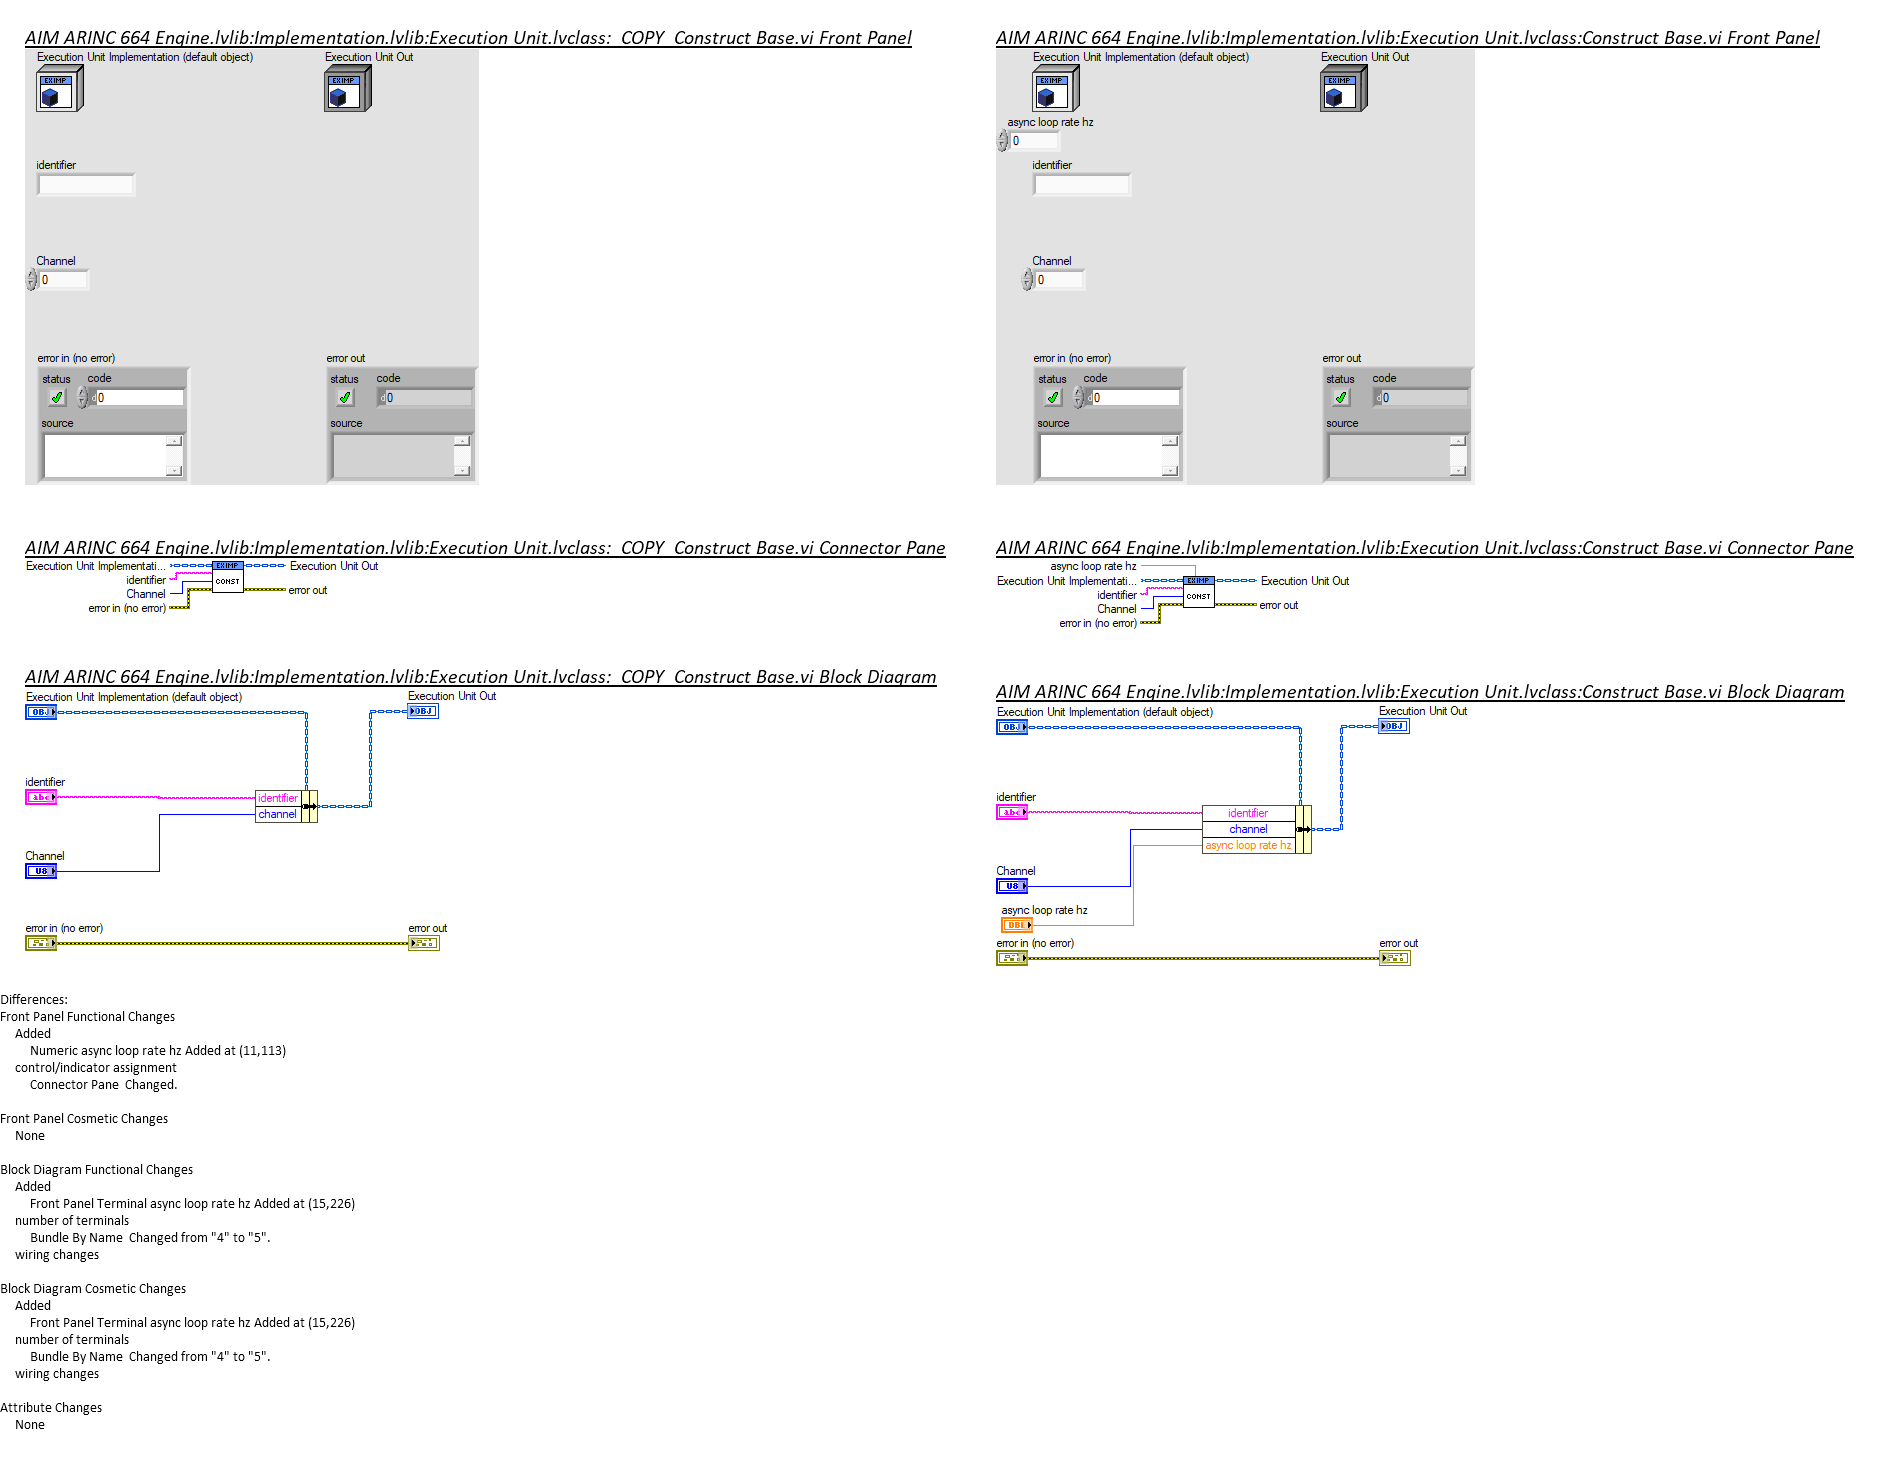 AIM ARINC 664 Engine.lvlib:Implementation.lvlib:Execution Unit.lvclass:  COPY  Construct Base.vi Front Panel
Execution Unit Implementation (default object)
Execution Unit Out
EXIMP
EXIMP
identifier
Channel
0
error in (no error)
error out
status
code
status
code
d0
d0
source
source
AIM ARINC 664 Engine.lvlib:Implementation.lvlib:Execution Unit.lvclass:  COPY  Construct Base.vi Connector Pane
Execution Unit Implementati...
EXIMP
Execution Unit Out
identifier
CONST
Channel
error out
error in (no error)
AIM ARINC 664 Engine.lvlib:Implementation.lvlib:Execution Unit.lvclass:  COPY  Construct Base.vi Block Diagram
Execution Unit Implementation (default object)
Execution Unit Out
OBJ
OBJ
identifier
abc
identifier
channel
Channel
U8
error in (no error)
error out
AIM ARINC 664 Engine.lvlib:Implementation.lvlib:Execution Unit.lvclass:Construct Base.vi Front Panel
Execution Unit Implementation (default object)
Execution Unit Out
EXIMP
EXIMP
async loop rate hz
0
identifier
Channel
0
error in (no error)
error out
status
code
status
code
d0
d0
source
source
AIM ARINC 664 Engine.lvlib:Implementation.lvlib:Execution Unit.lvclass:Construct Base.vi Connector Pane
async loop rate hz
Execution Unit Implementati...
EXIMP
Execution Unit Out
identifier
CONST
Channel
error out
error in (no error)
AIM ARINC 664 Engine.lvlib:Implementation.lvlib:Execution Unit.lvclass:Construct Base.vi Block Diagram
Execution Unit Implementation (default object)
Execution Unit Out
OBJ
OBJ
identifier
abc
identifier
channel
async loop rate hz
Channel
U8
async loop rate hz
DBL
error in (no error)
error out
Differences:
Front Panel Functional Changes
Added
Numeric async loop rate hz Added at (11,113)
control/indicator assignment
Connector Pane  Changed.
Front Panel Cosmetic Changes
None
Block Diagram Functional Changes
Added
Front Panel Terminal async loop rate hz Added at (15,226)
number of terminals
Bundle By Name  Changed from "4" to "5".
wiring changes
Block Diagram Cosmetic Changes
Added
Front Panel Terminal async loop rate hz Added at (15,226)
number of terminals
Bundle By Name  Changed from "4" to "5".
wiring changes
Attribute Changes
None